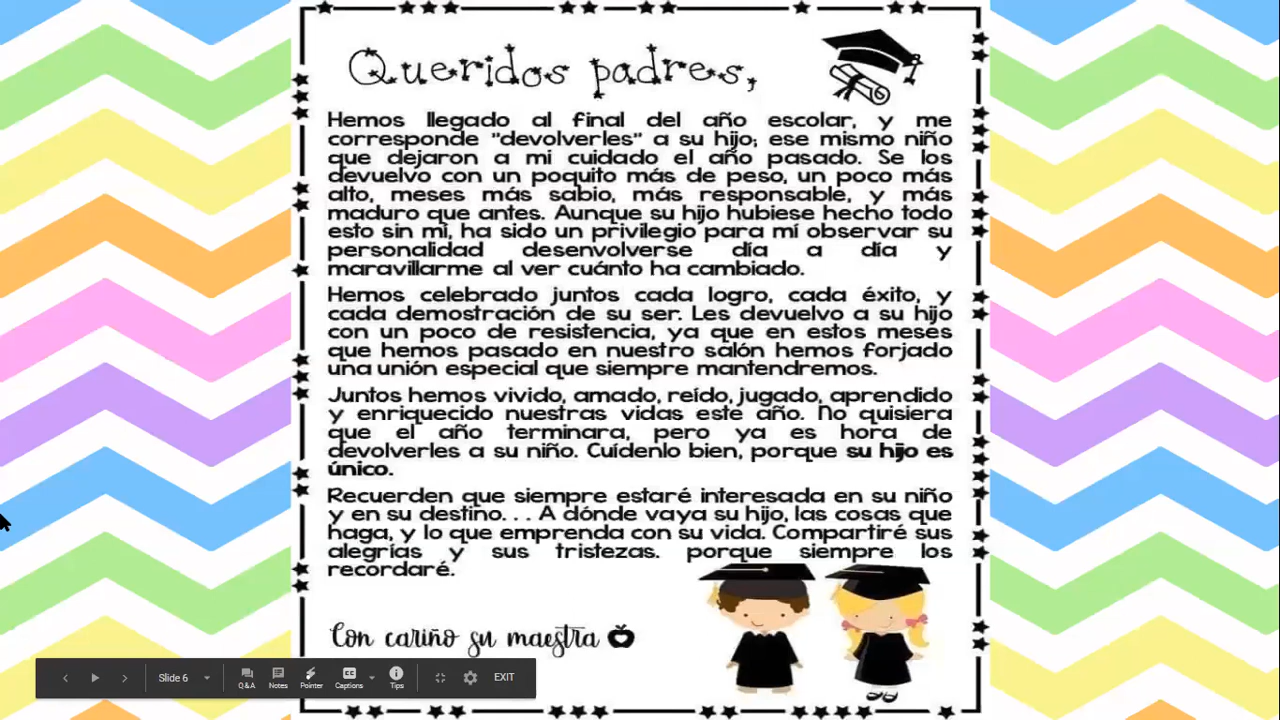 Queridos padres,
Hemos llegado al final del año escolar, y me
corresponde "devolverles" a su hijo; ese mismo niño
que dejaron a mi cuidado el año pasado. Se los
devuelvo con un poquito más de peso, un poco más
alto, meses más sabio, más responsable, y más
maduro que antes. Aunque su hijo hubiese hecho todo
esto sin mí, ha sido un privilegio para mí observar su
personalidad desenvolverse día a día y
maravillarme al ver cuánto ha cambiado.
Hemos celebrado juntos cada logro, cada éxito, y
cada demostración de su ser. Les devuelvo a su hijo
con un poco de resistencia, ya que en estos meses
que hemos pasado en nuestro salón hemos forjado
una unión especial que siempre mantendremos.
Juntos hemos vivido, amado, reído, jugado, aprendido
y enriquecido nuestras vidas este año. No quisiera
que el año terminara, pero ya es hora de
devolverles a su niño. Cuídenlo bien, porque su hijo es
único.
Recuerden que siempre estaré interesada en su niño
y en su destino. . . A dónde vaya su hijo, las cosas que
haga, y lo que emprenda con su vida. Compartiré sus
alegrías y sus tristezas. porque siempre los
recordaré.
Con cariño su maestra
Slide 6
Q&A
Notes
Pointer
CC
Captions
Tips
EXIT